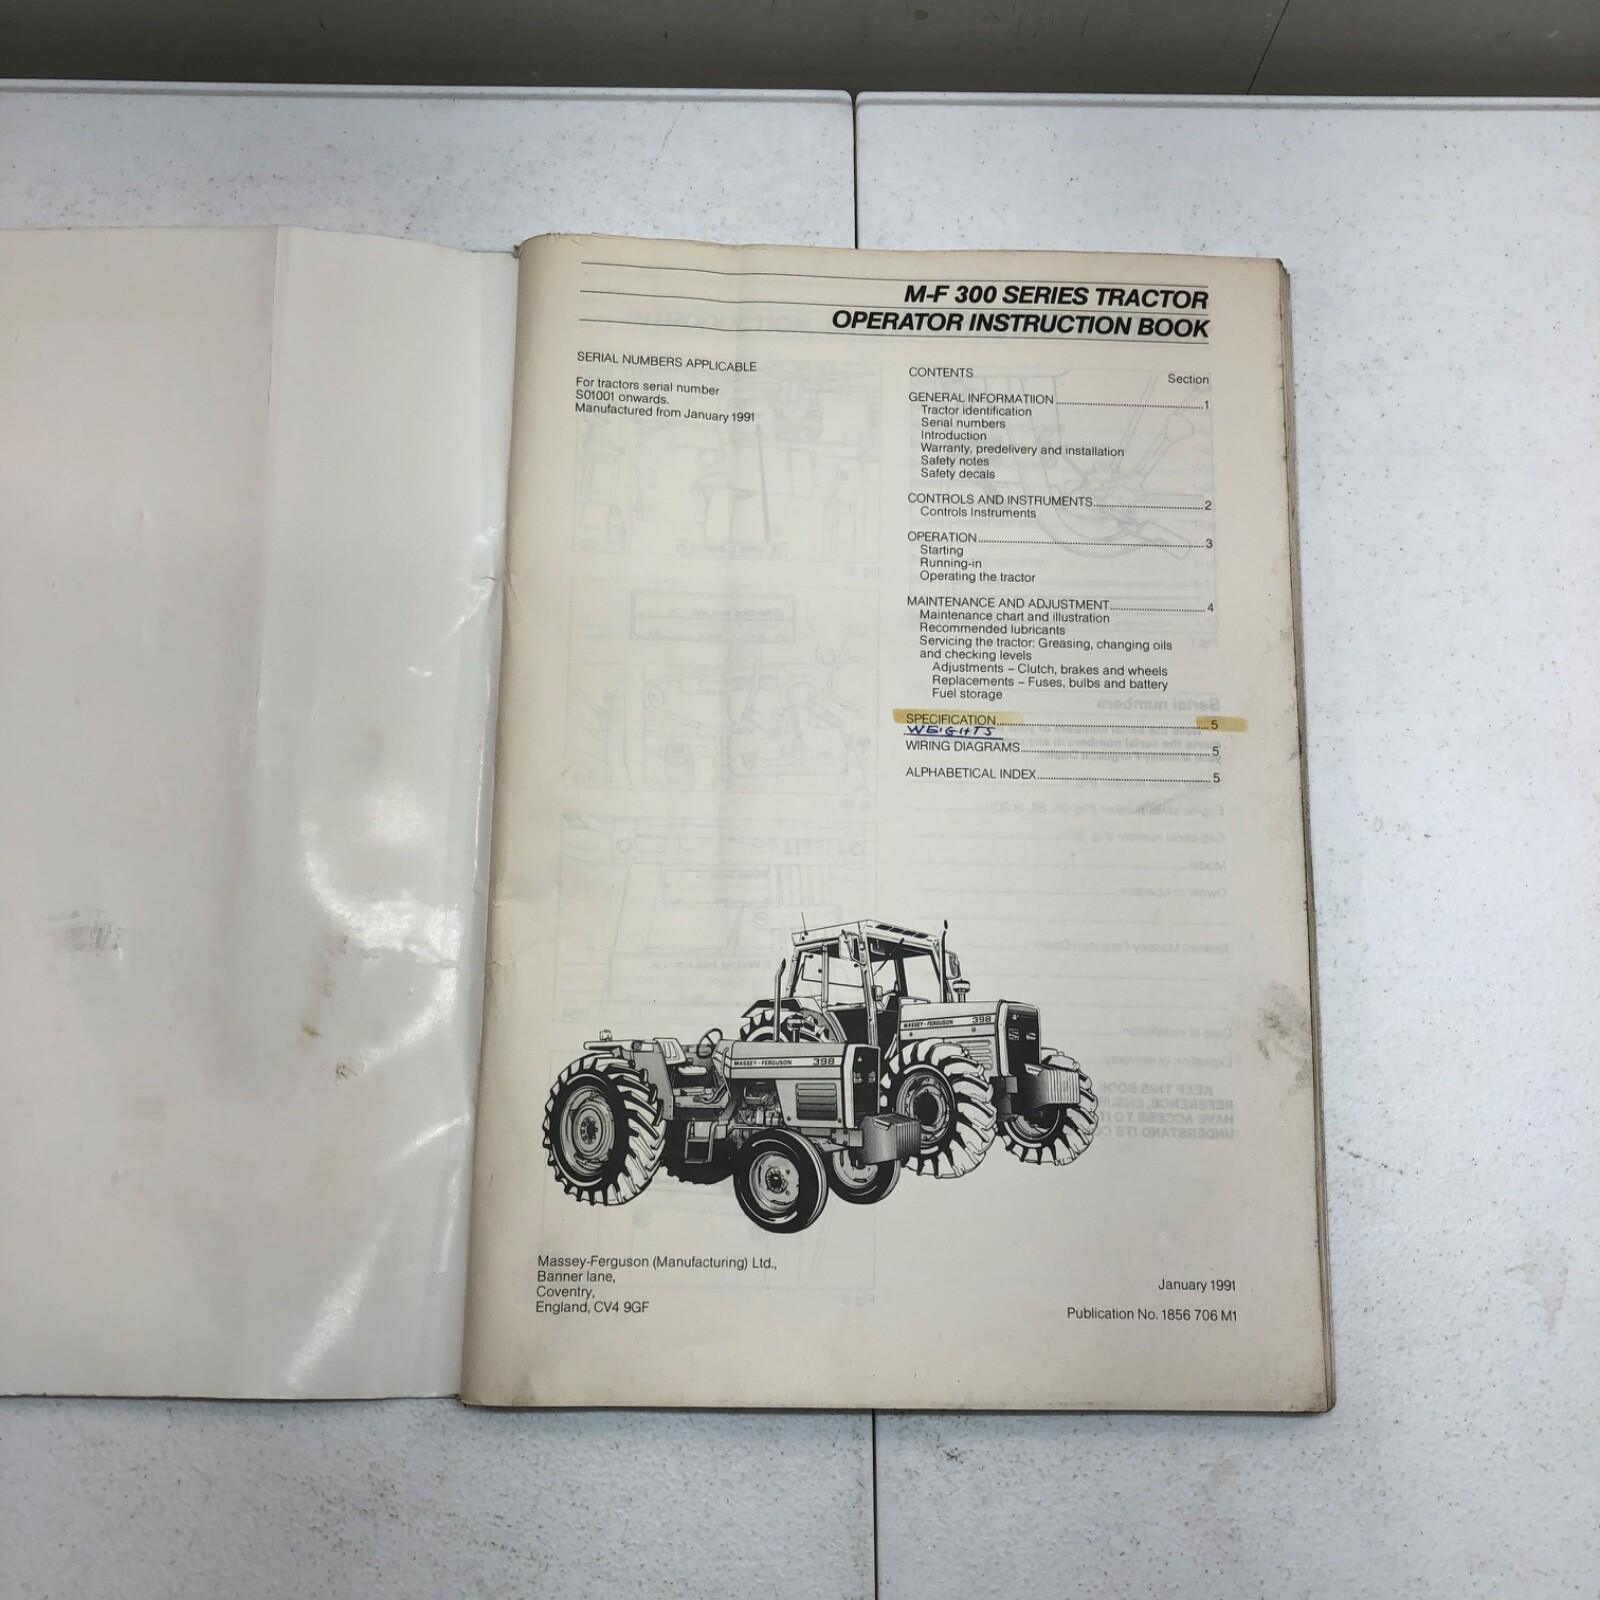 M-F 300 SERIES TRACTOR
OPERATOR INSTRUCTION BOOK
SERIAL NUMBERS APPLICABLE
For tractors serial number
S01001 onwards.
Manufactured from January 1991
CONTENTS
Section
GENERAL INFORMATIION ... 1
Tractor identification
Serial numbers
Introduction
Warranty, predelivery and installation
Safety notes
Safety decals
CONTROLS AND INSTRUMENTS ... 2
Controls Instruments
OPERATION ... 3
Starting
Running-in
Operating the tractor
MAINTENANCE AND ADJUSTMENT ... 4
Maintenance chart and illustration
Recommended lubricants
Servicing the tractor: Greasing, changing oils
and checking levels
Adjustments – Clutch, brakes and wheels
Replacements – Fuses, bulbs and battery
Fuel storage
SPECIFICATION ... 5
WEIGHTS
WIRING DIAGRAMS ... 5
ALPHABETICAL INDEX ... 5
MASSEY-FERGUSON 398
MASSEY-FERGUSON 398
Massey-Ferguson (Manufacturing) Ltd.,
Banner lane,
Coventry,
England, CV4 9GF
January 1991
Publication No. 1856 706 M1